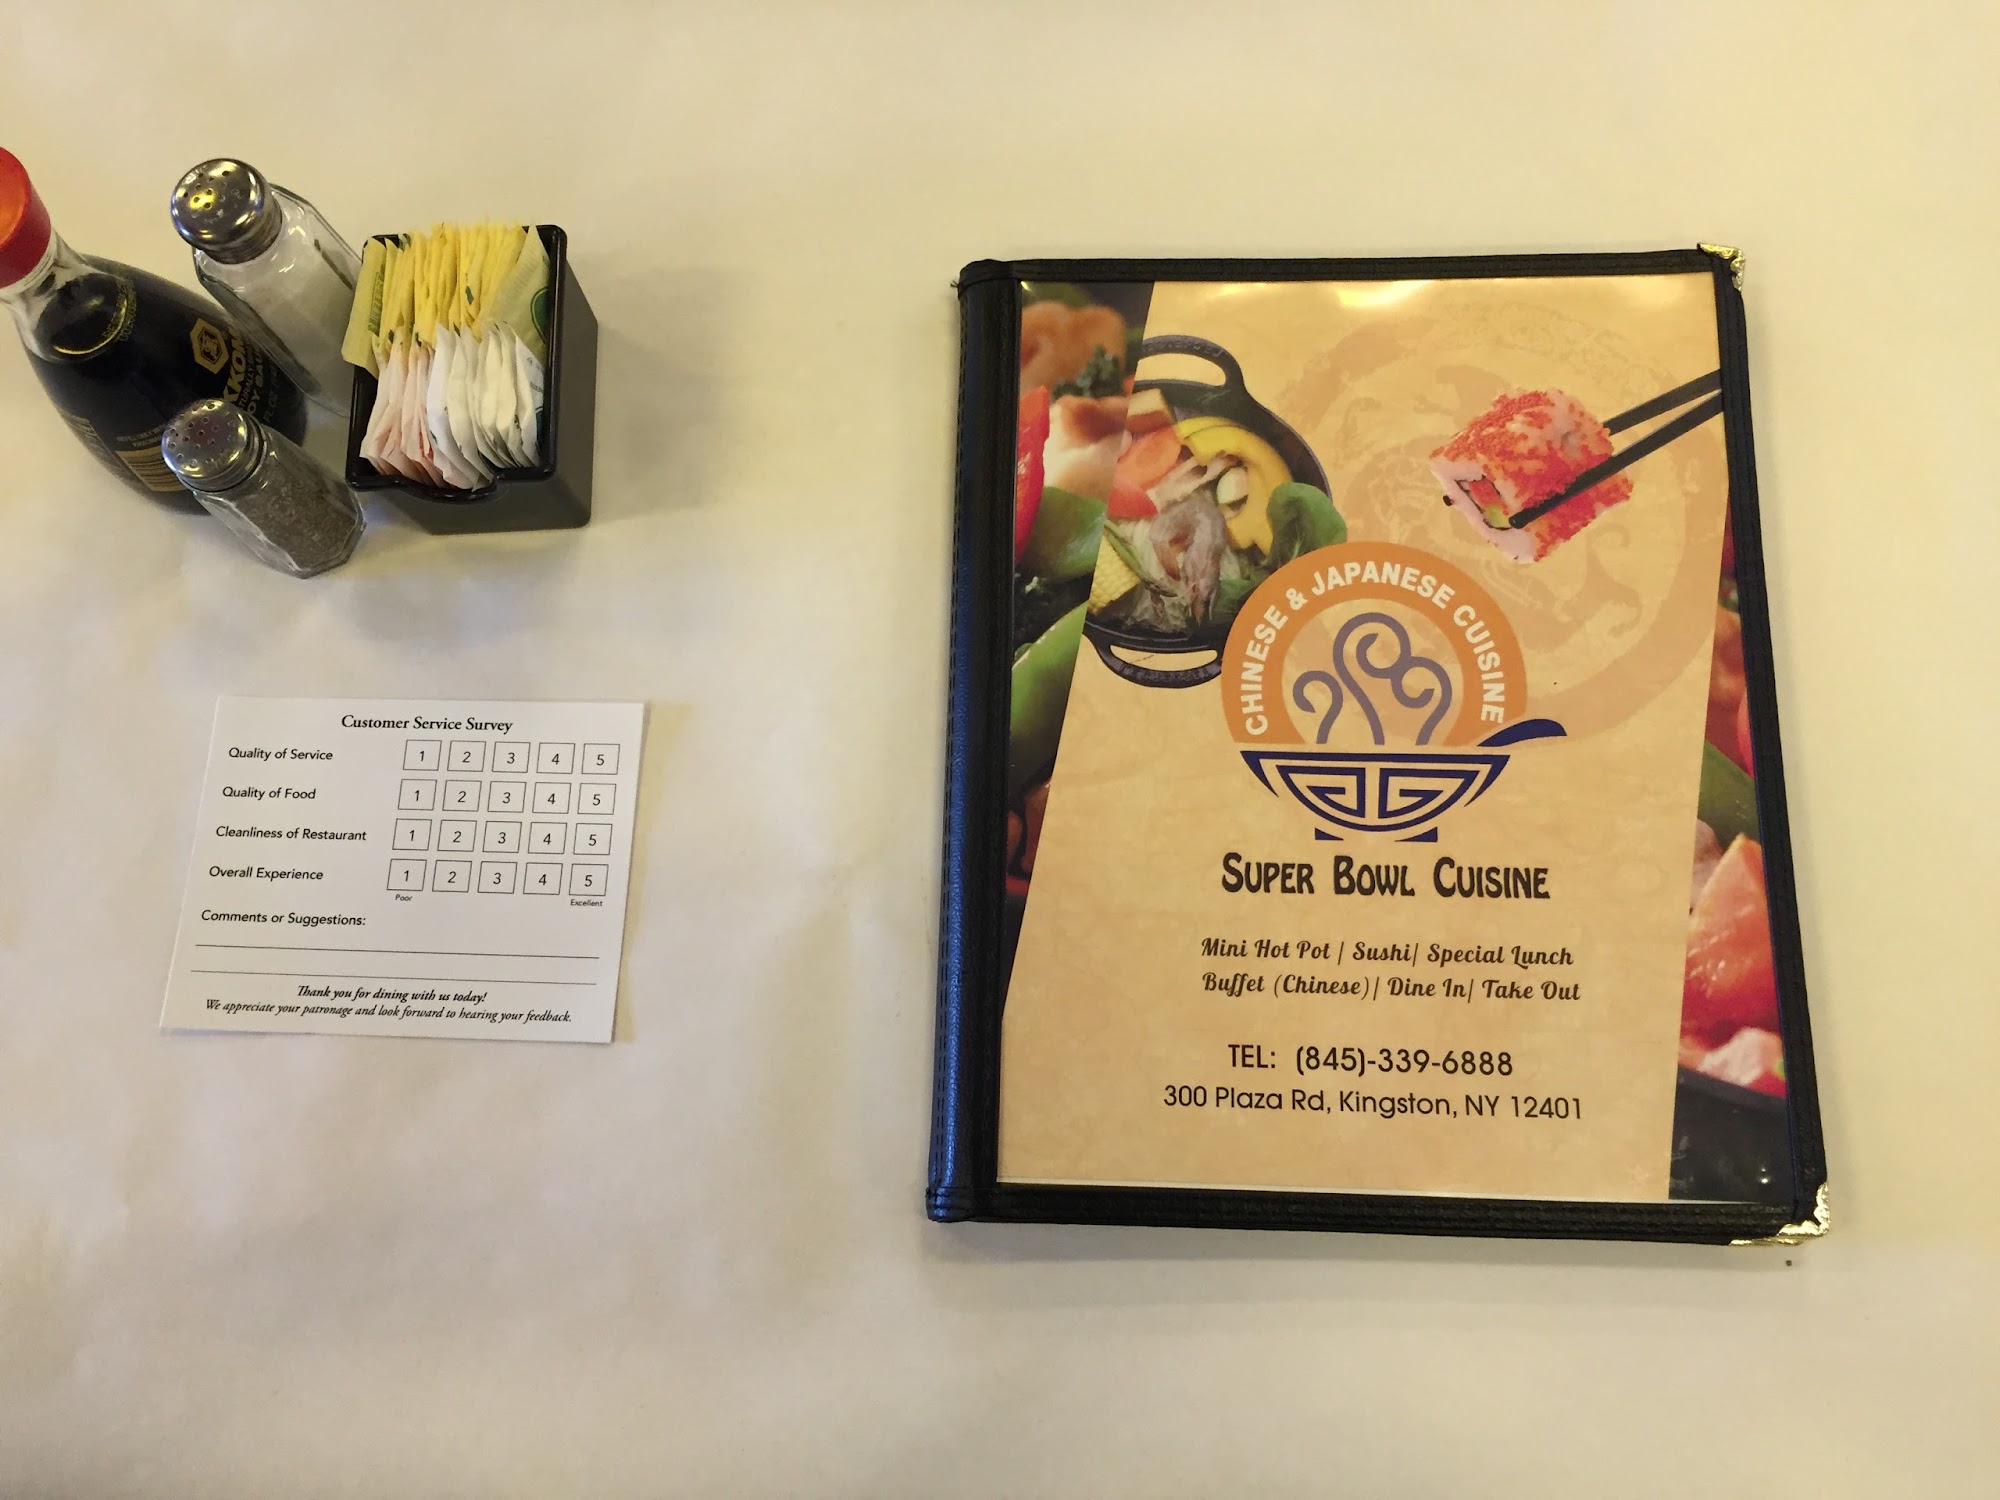 KIKKOMAN
SOY SAUCE
Customer Service Survey
Quality of Service 1 2 3 4 5
Quality of Food 1 2 3 4 5
Cleanliness of Restaurant 1 2 3 4 5
Overall Experience 1 2 3 4 5
Poor Excellent
Comments or Suggestions:
Thank you for dining with us today!
We appreciate your patronage and look forward to hearing your feedback.
CHINESE & JAPANESE CUISINE
SUPER BOWL CUISINE
Mini Hot Pot / Sushi/ Special Lunch
Buffet (Chinese)/ Dine In/ Take Out
TEL: (845)-339-6888
300 Plaza Rd, Kingston, NY 12401